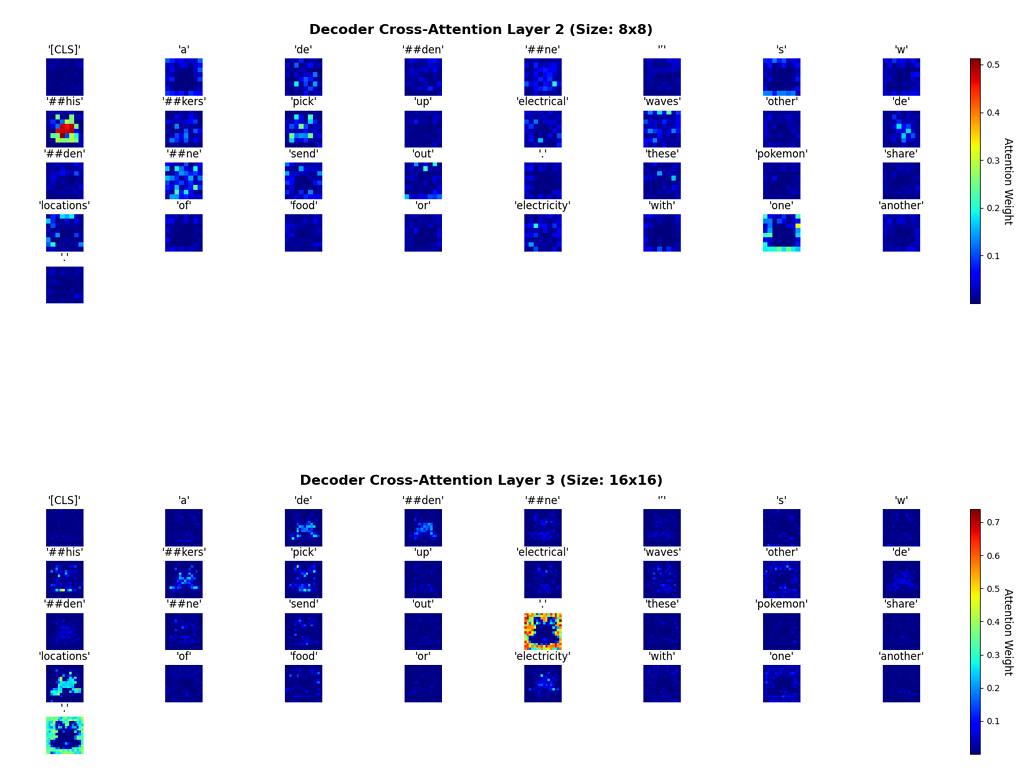 Decoder Cross-Attention Layer 2 (Size: 8x8)
'[CLS]' 'a' 'de' '##den' '##ne' '’' 's' 'w'
'##his' '##kers' 'pick' 'up' 'electrical' 'waves' 'other' 'de'
'##den' '##ne' 'send' 'out' '.' 'these' 'pokemon' 'share'
'locations' 'of' 'food' 'or' 'electricity' 'with' 'one' 'another'
'.'
0.5
0.4
0.3
0.2
0.1
Attention Weight
Decoder Cross-Attention Layer 3 (Size: 16x16)
'[CLS]' 'a' 'de' '##den' '##ne' '’' 's' 'w'
'##his' '##kers' 'pick' 'up' 'electrical' 'waves' 'other' 'de'
'##den' '##ne' 'send' 'out' '.' 'these' 'pokemon' 'share'
'locations' 'of' 'food' 'or' 'electricity' 'with' 'one' 'another'
'.'
0.7
0.6
0.5
0.4
0.3
0.2
0.1
Attention Weight